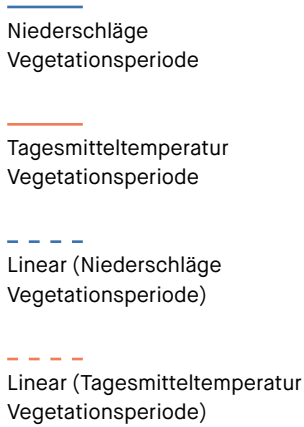 Niederschläge
Vegetationsperiode
Tagesmitteltemperatur
Vegetationsperiode
Linear (Niederschläge
Vegetationsperiode)
Linear (Tagesmitteltemperatur
Vegetationsperiode)